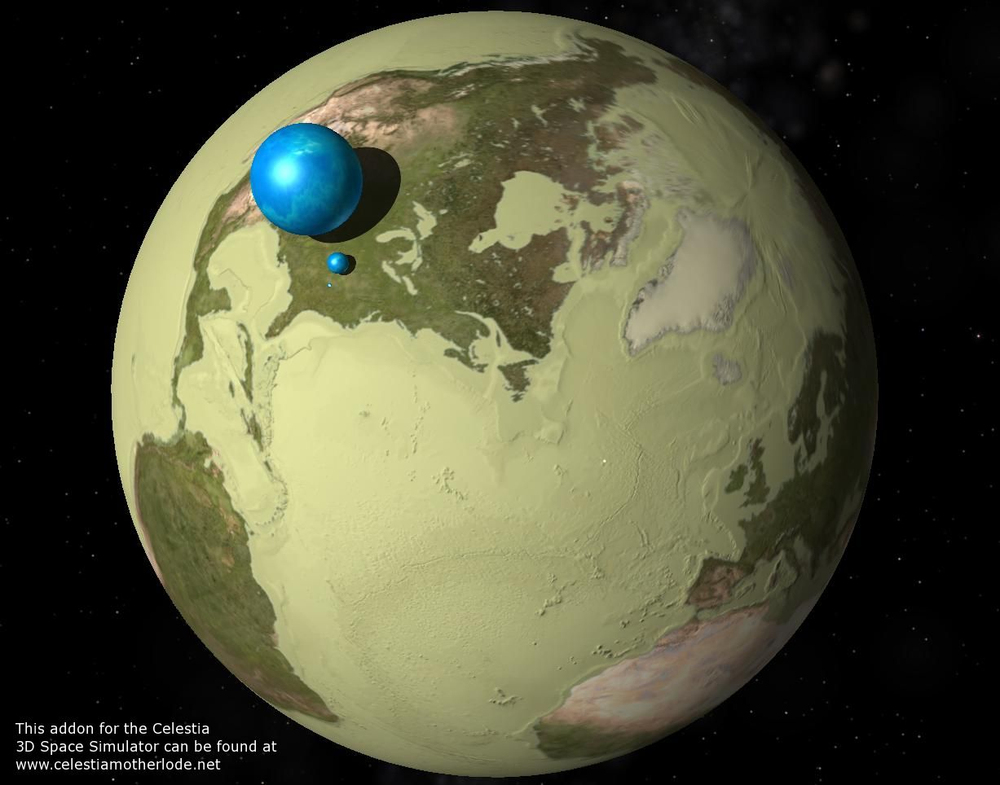 This addon for the Celestia
3D Space Simulator can be found at
www.celestiamotherlode.net